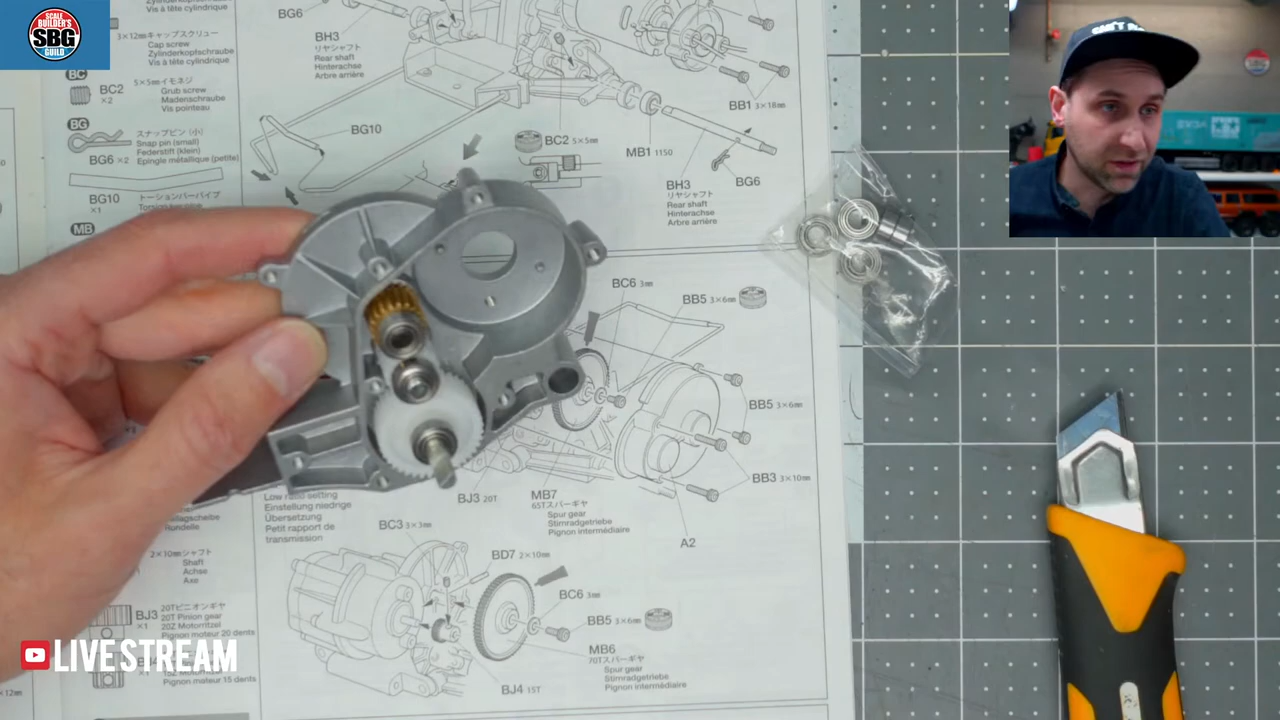 SCALE
BUILDER'S
SBG
GUILD
Vis à tête cylindrique
3×12mmキャップスクリュー
Cap screw
Zylinderkopfschraube
Vis à tête cylindrique
BC
BC2
×2
5×5mmイモネジ
Grub screw
Madenschraube
Vis pointeau
BG
BG6 ×2
スナップピン(小)
Snap pin (small)
Federstift (klein)
Epingle métallique (petite)
BG10
×1
トーションバーパイプ
MB
BG6
BH3
リヤシャフト
Rear shaft
Hinterachse
Arbre arrière
BG10
BC2 5×5mm
MB1 1150
BB1 3×18mm
BH3
リヤシャフト
Rear shaft
Hinterachse
Arbre arrière
BG6
BC6 3mm
BB5 3×6mm
BB5 3×6mm
BB3 3×10mm
A2
BJ3 20T
MB7
65Tスパーギヤ
Spur gear
Stirnradgetriebe
Pignon intermédiaire
Low ratio setting
Einstellung niedrige
Übersetzung
Petit rapport de
transmission
BC3 3×3mm
BD7 2×10mm
BC6 3mm
BB5 3×6mm
MB6
70Tスパーギヤ
Spur gear
Stirnradgetriebe
Pignon intermédiaire
BJ4 15T
Rondelle
2×10mmシャフト
Shaft
Achse
Axe
BJ3
×1
20Tピニオンギヤ
20T Pinion gear
20Z Motorritzel
Pignon moteur 20 dents
Pignon moteur 15 dents
×12mm
LIVE STREAM